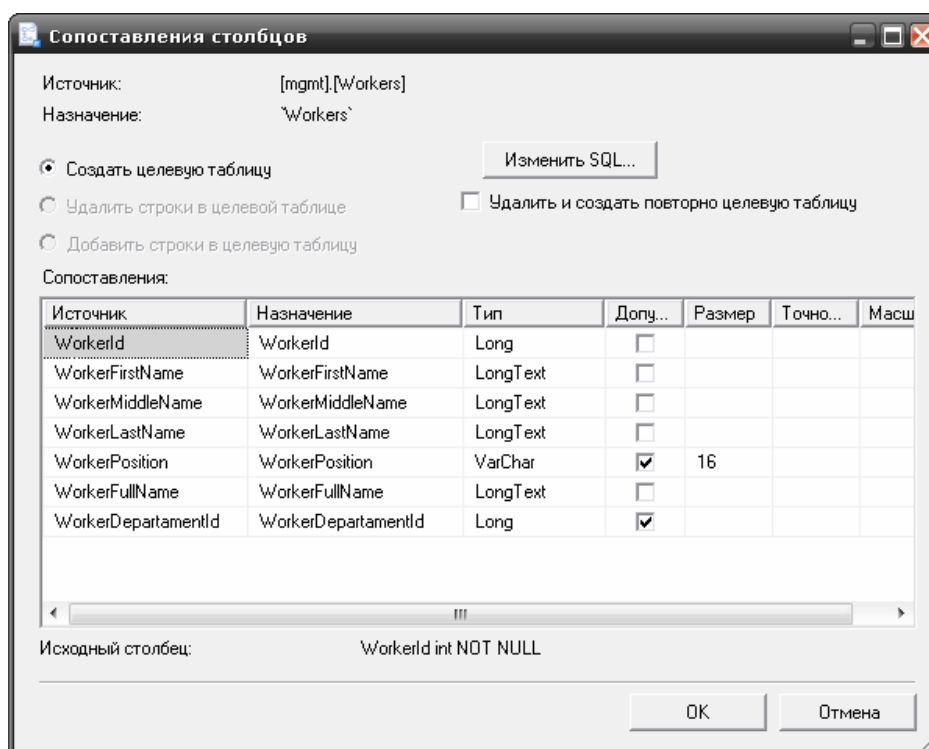 Сопоставления столбцов
Источник: [mgmt].[Workers]
Назначение: `Workers`
Создать целевую таблицу Изменить SQL...
Удалить строки в целевой таблице Удалить и создать повторно целевую таблицу
Добавить строки в целевую таблицу
Сопоставления:
Источник Назначение Тип Допу... Размер Точно... Масш
WorkerId WorkerId Long
WorkerFirstName WorkerFirstName LongText
WorkerMiddleName WorkerMiddleName LongText
WorkerLastName WorkerLastName LongText
WorkerPosition WorkerPosition VarChar 16
WorkerFullName WorkerFullName LongText
WorkerDepartamentId WorkerDepartamentId Long
Исходный столбец: WorkerId int NOT NULL
OK Отмена